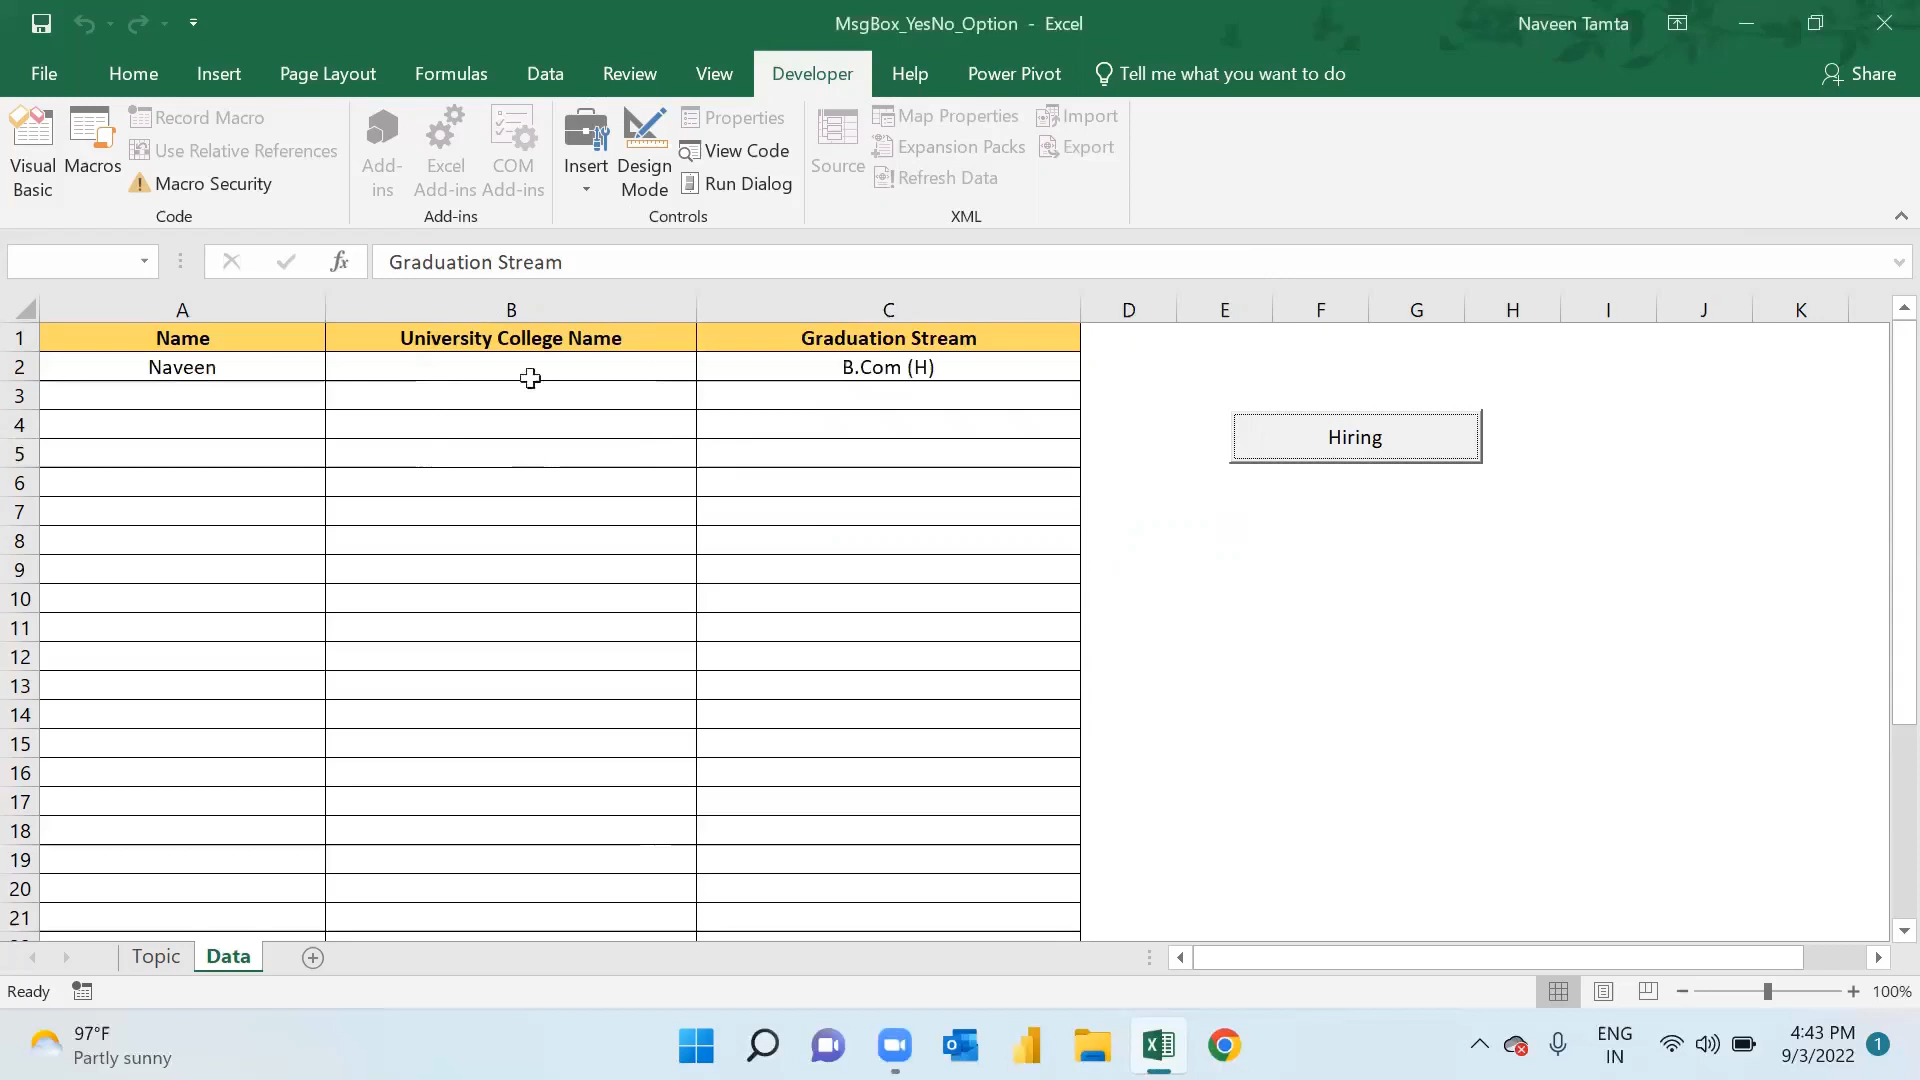 MsgBox_YesNo_Option - Excel
Naveen Tamta
File Home Insert Page Layout Formulas Data Review View Developer Help Power Pivot Tell me what you want to do Share
Visual Basic
Macros
Record Macro
Use Relative References
Macro Security
Code
Add-ins
Excel Add-ins
COM Add-ins
Add-ins
Insert
Design Mode
Properties
View Code
Run Dialog
Controls
Source
Map Properties
Expansion Packs
Refresh Data
Import
Export
XML
fx Graduation Stream
A B C D E F G H I J K
1 Name University College Name Graduation Stream
2 Naveen B.Com (H)
3
4
Hiring
5
6
7
8
9
10
11
12
13
14
15
16
17
18
19
20
21
Topic Data
Ready 100%
97°F
Partly sunny
ENG
IN
4:43 PM
9/3/2022
1